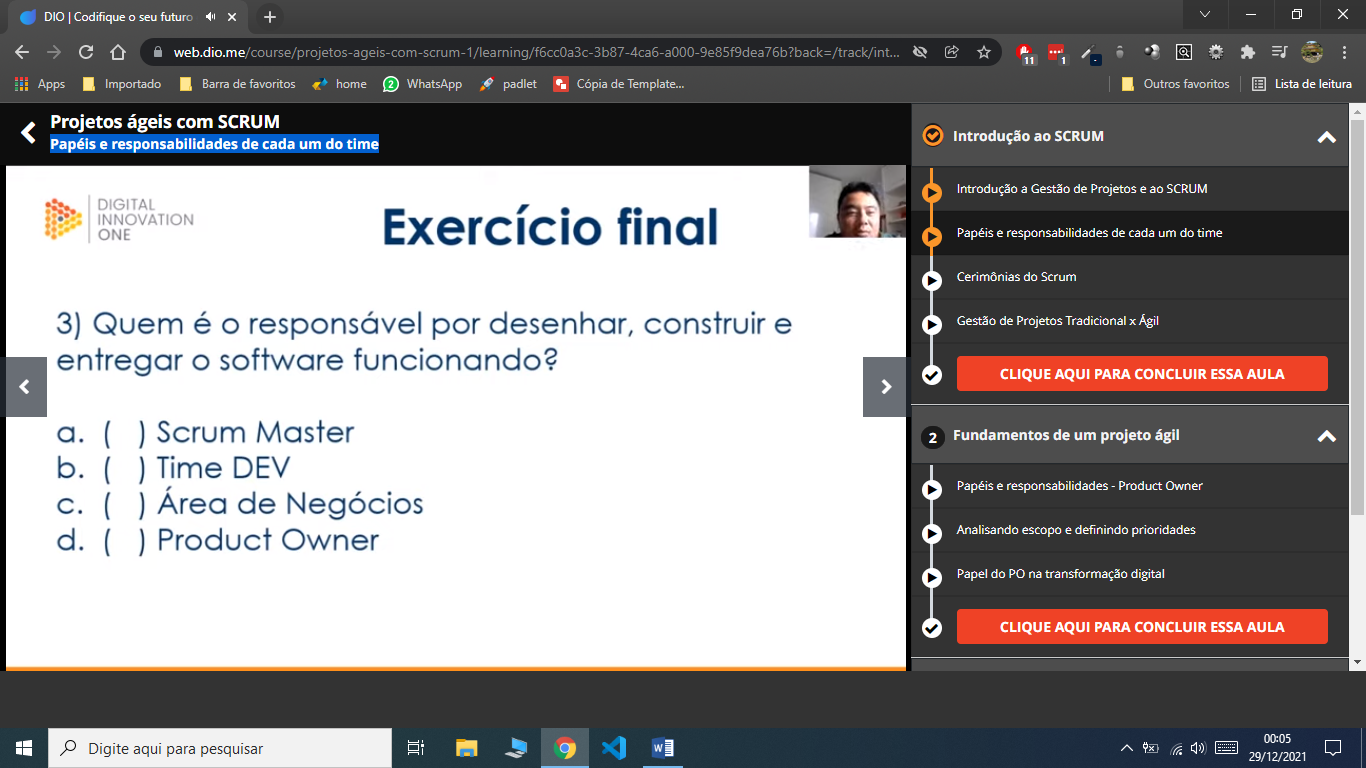 DIO | Codifique o seu futuro
web.dio.me/course/projetos-ageis-com-scrum-1/learning/f6cc0a3c-3b87-4ca6-a000-9e85f9dea76b?back=/track/int...
11
1
Apps
Importado
Barra de favoritos
home
2
WhatsApp
padlet
Cópia de Template...
Outros favoritos
Lista de leitura
Projetos ágeis com SCRUM
Papéis e responsabilidades de cada um do time
DIGITAL
INNOVATION
ONE
Exercício final
3) Quem é o responsável por desenhar, construir e
entregar o software funcionando?
a. ( ) Scrum Master
b. ( ) Time DEV
c. ( ) Área de Negócios
d. ( ) Product Owner
Introdução ao SCRUM
Introdução a Gestão de Projetos e ao SCRUM
Papéis e responsabilidades de cada um do time
Cerimônias do Scrum
Gestão de Projetos Tradicional x Ágil
CLIQUE AQUI PARA CONCLUIR ESSA AULA
2
Fundamentos de um projeto ágil
Papéis e responsabilidades - Product Owner
Analisando escopo e definindo prioridades
Papel do PO na transformação digital
CLIQUE AQUI PARA CONCLUIR ESSA AULA
Digite aqui para pesquisar
00:05
29/12/2021